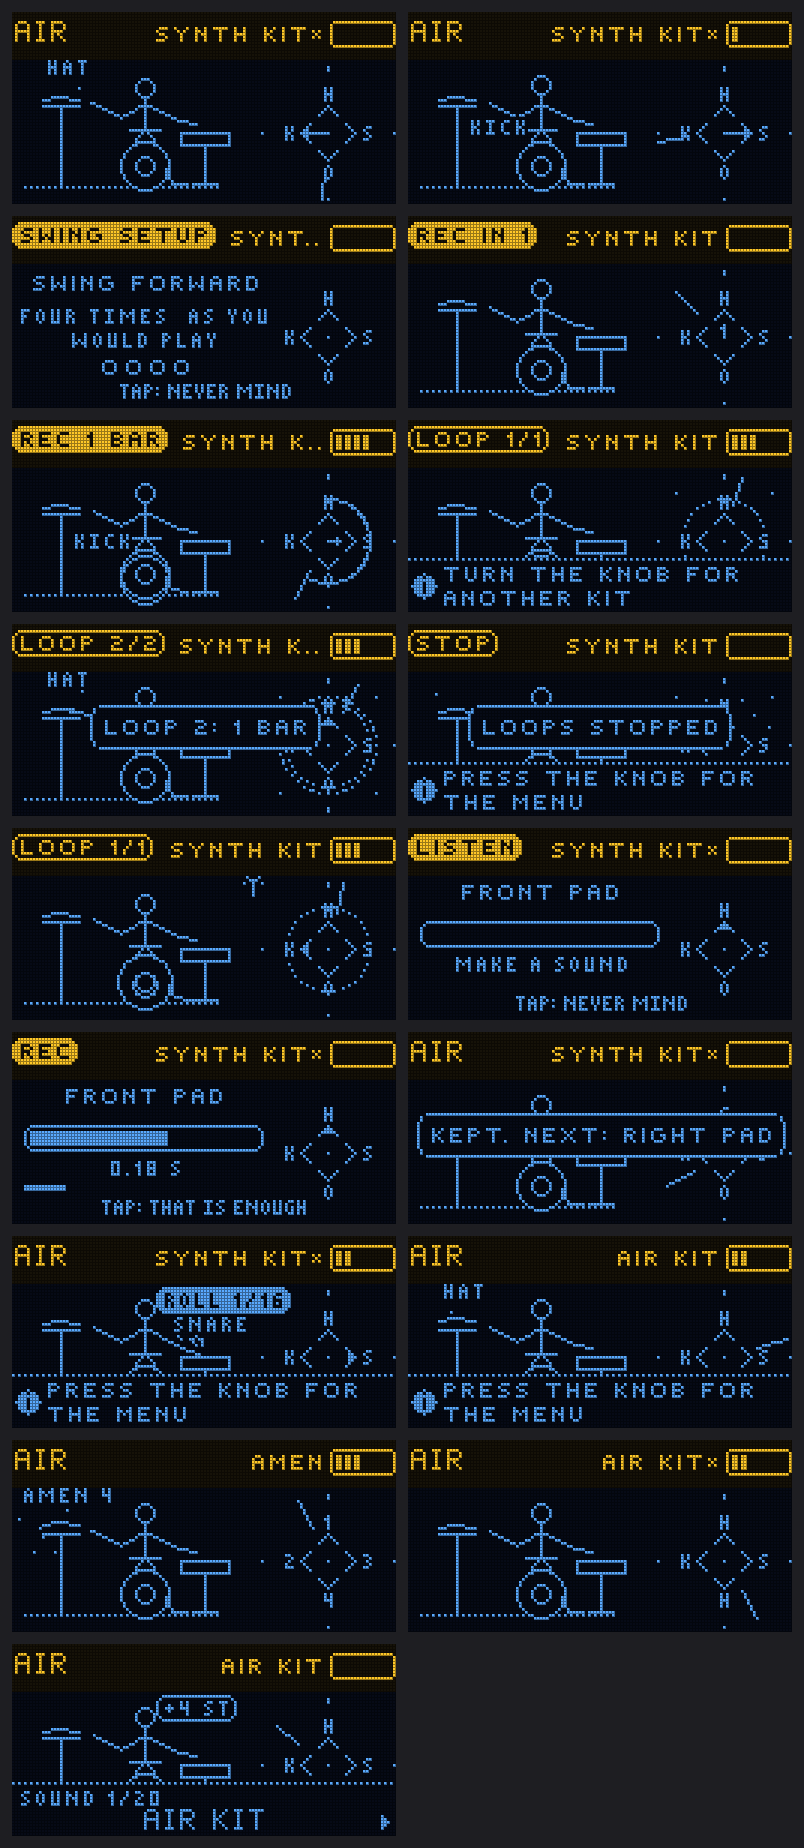 AIR SYNTH KIT×
HAT
H
K S
O
AIR SYNTH KIT×
H
KICK
K S
O
SWING SETUP SYNT..
SWING FORWARD
H
FOUR TIMES AS YOU
WOULD PLAY
K S
O
TAP: NEVER MIND
REC IN 1 SYNTH KIT
H
K 1 S
O
REC 1 BAR SYNTH K..
KICK
K
LOOP 1/1 SYNTH KIT
TURN THE KNOB FOR
ANOTHER KIT
LOOP 2/2 SYNTH K..
HAT
LOOP 2: 1 BAR
STOP SYNTH KIT
LOOPS STOPPED
S
PRESS THE KNOB FOR
THE MENU
LOOP 1/1 SYNTH KIT
K S
LISTEN SYNTH KIT×
FRONT PAD
H
K S
MAKE A SOUND
O
TAP: NEVER MIND
REC SYNTH KIT×
FRONT PAD
H
K S
0.18 S
O
TAP: THAT IS ENOUGH
AIR SYNTH KIT×
KEPT. NEXT: RIGHT PAD
O
AIR SYNTH KIT×
ROLL 1/16
H
SNARE
K S
PRESS THE KNOB FOR
THE MENU
AIR AIR KIT
HAT
H
K S
PRESS THE KNOB FOR
THE MENU
AIR AMEN
AMEN 4
1
2 3
4
AIR AIR KIT×
H
K S
H
AIR AIR KIT
+4 ST
H
K S
SOUND 1/20
AIR KIT